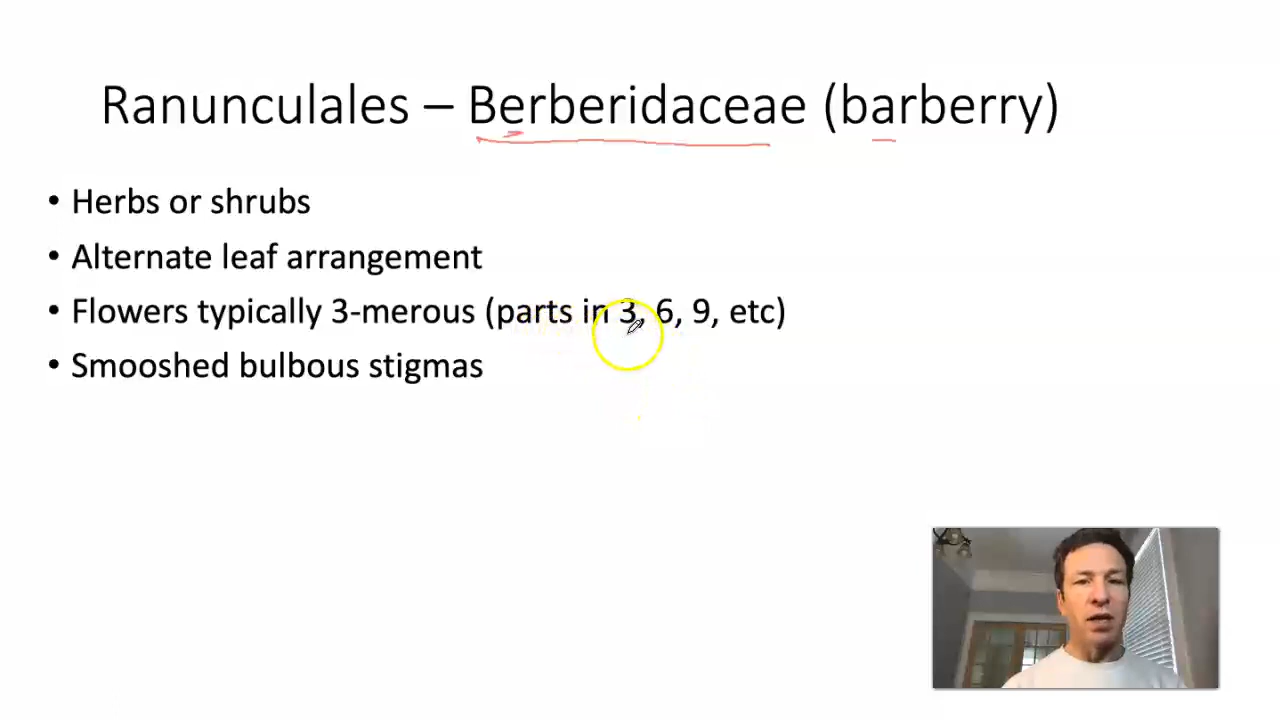 Ranunculales – Berberidaceae (barberry)
• Herbs or shrubs
• Alternate leaf arrangement
• Flowers typically 3-merous (parts in 3, 6, 9, etc)
• Smooshed bulbous stigmas